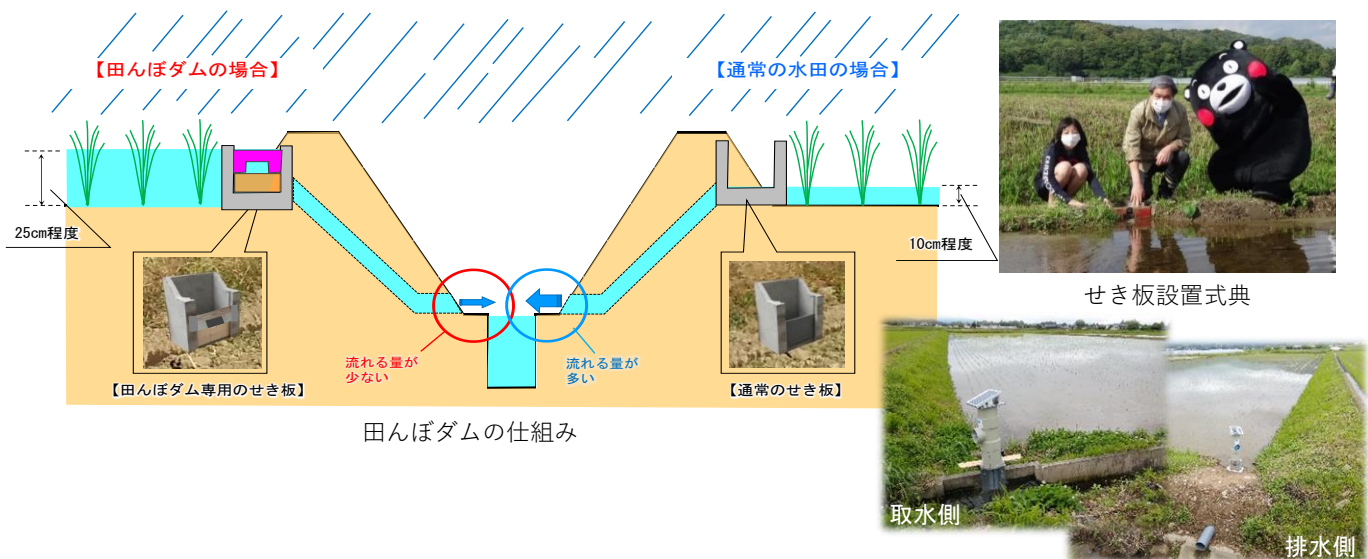 【田んぼダムの場合】
【通常の水田の場合】
25cm程度
10cm程度
流れる量が
少ない
流れる量が
多い
【田んぼダム専用のせき板】
【通常のせき板】
田んぼダムの仕組み
せき板設置式典
取水側
排水側